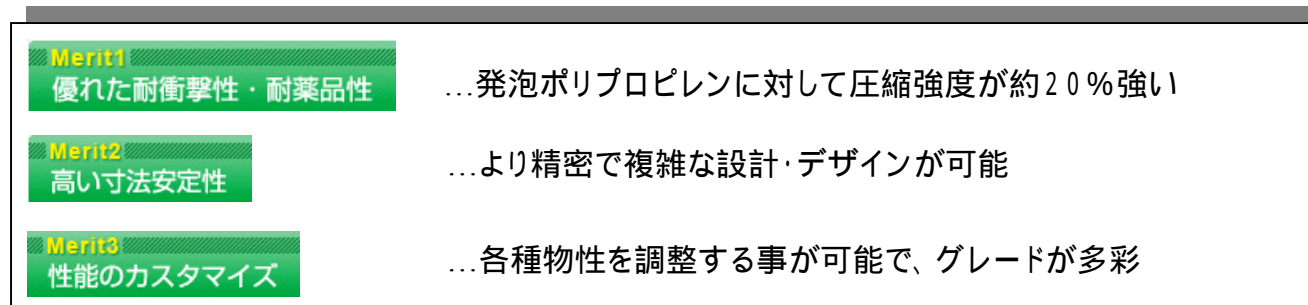 Merit1
優れた耐衝撃性・耐薬品性 …発泡ポリプロピレンに対して圧縮強度が約20%強い
Merit2
高い寸法安定性 …より精密で複雑な設計・デザインが可能
Merit3
性能のカスタマイズ …各種物性を調整する事が可能で、グレードが多彩